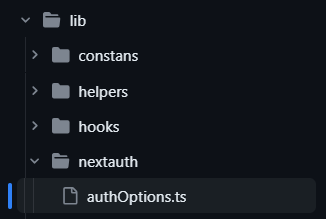 lib
constans
helpers
hooks
nextauth
authOptions.ts